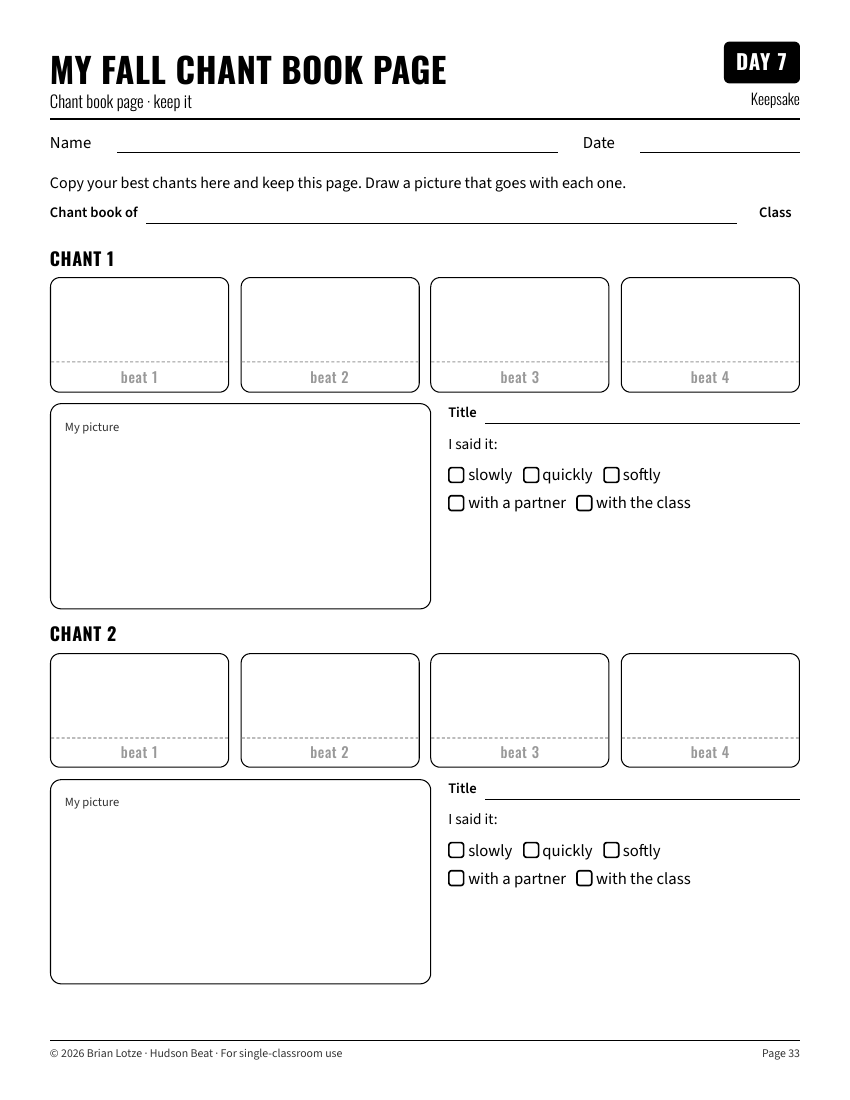 MY FALL CHANT BOOK PAGE
DAY 7
Chant book page · keep it
Keepsake
Name Date
Copy your best chants here and keep this page. Draw a picture that goes with each one.
Chant book of Class
CHANT 1
beat 1 beat 2 beat 3 beat 4
My picture
Title
I said it:
slowly quickly softly
with a partner with the class
CHANT 2
beat 1 beat 2 beat 3 beat 4
My picture
Title
I said it:
slowly quickly softly
with a partner with the class
© 2026 Brian Lotze · Hudson Beat · For single-classroom use Page 33